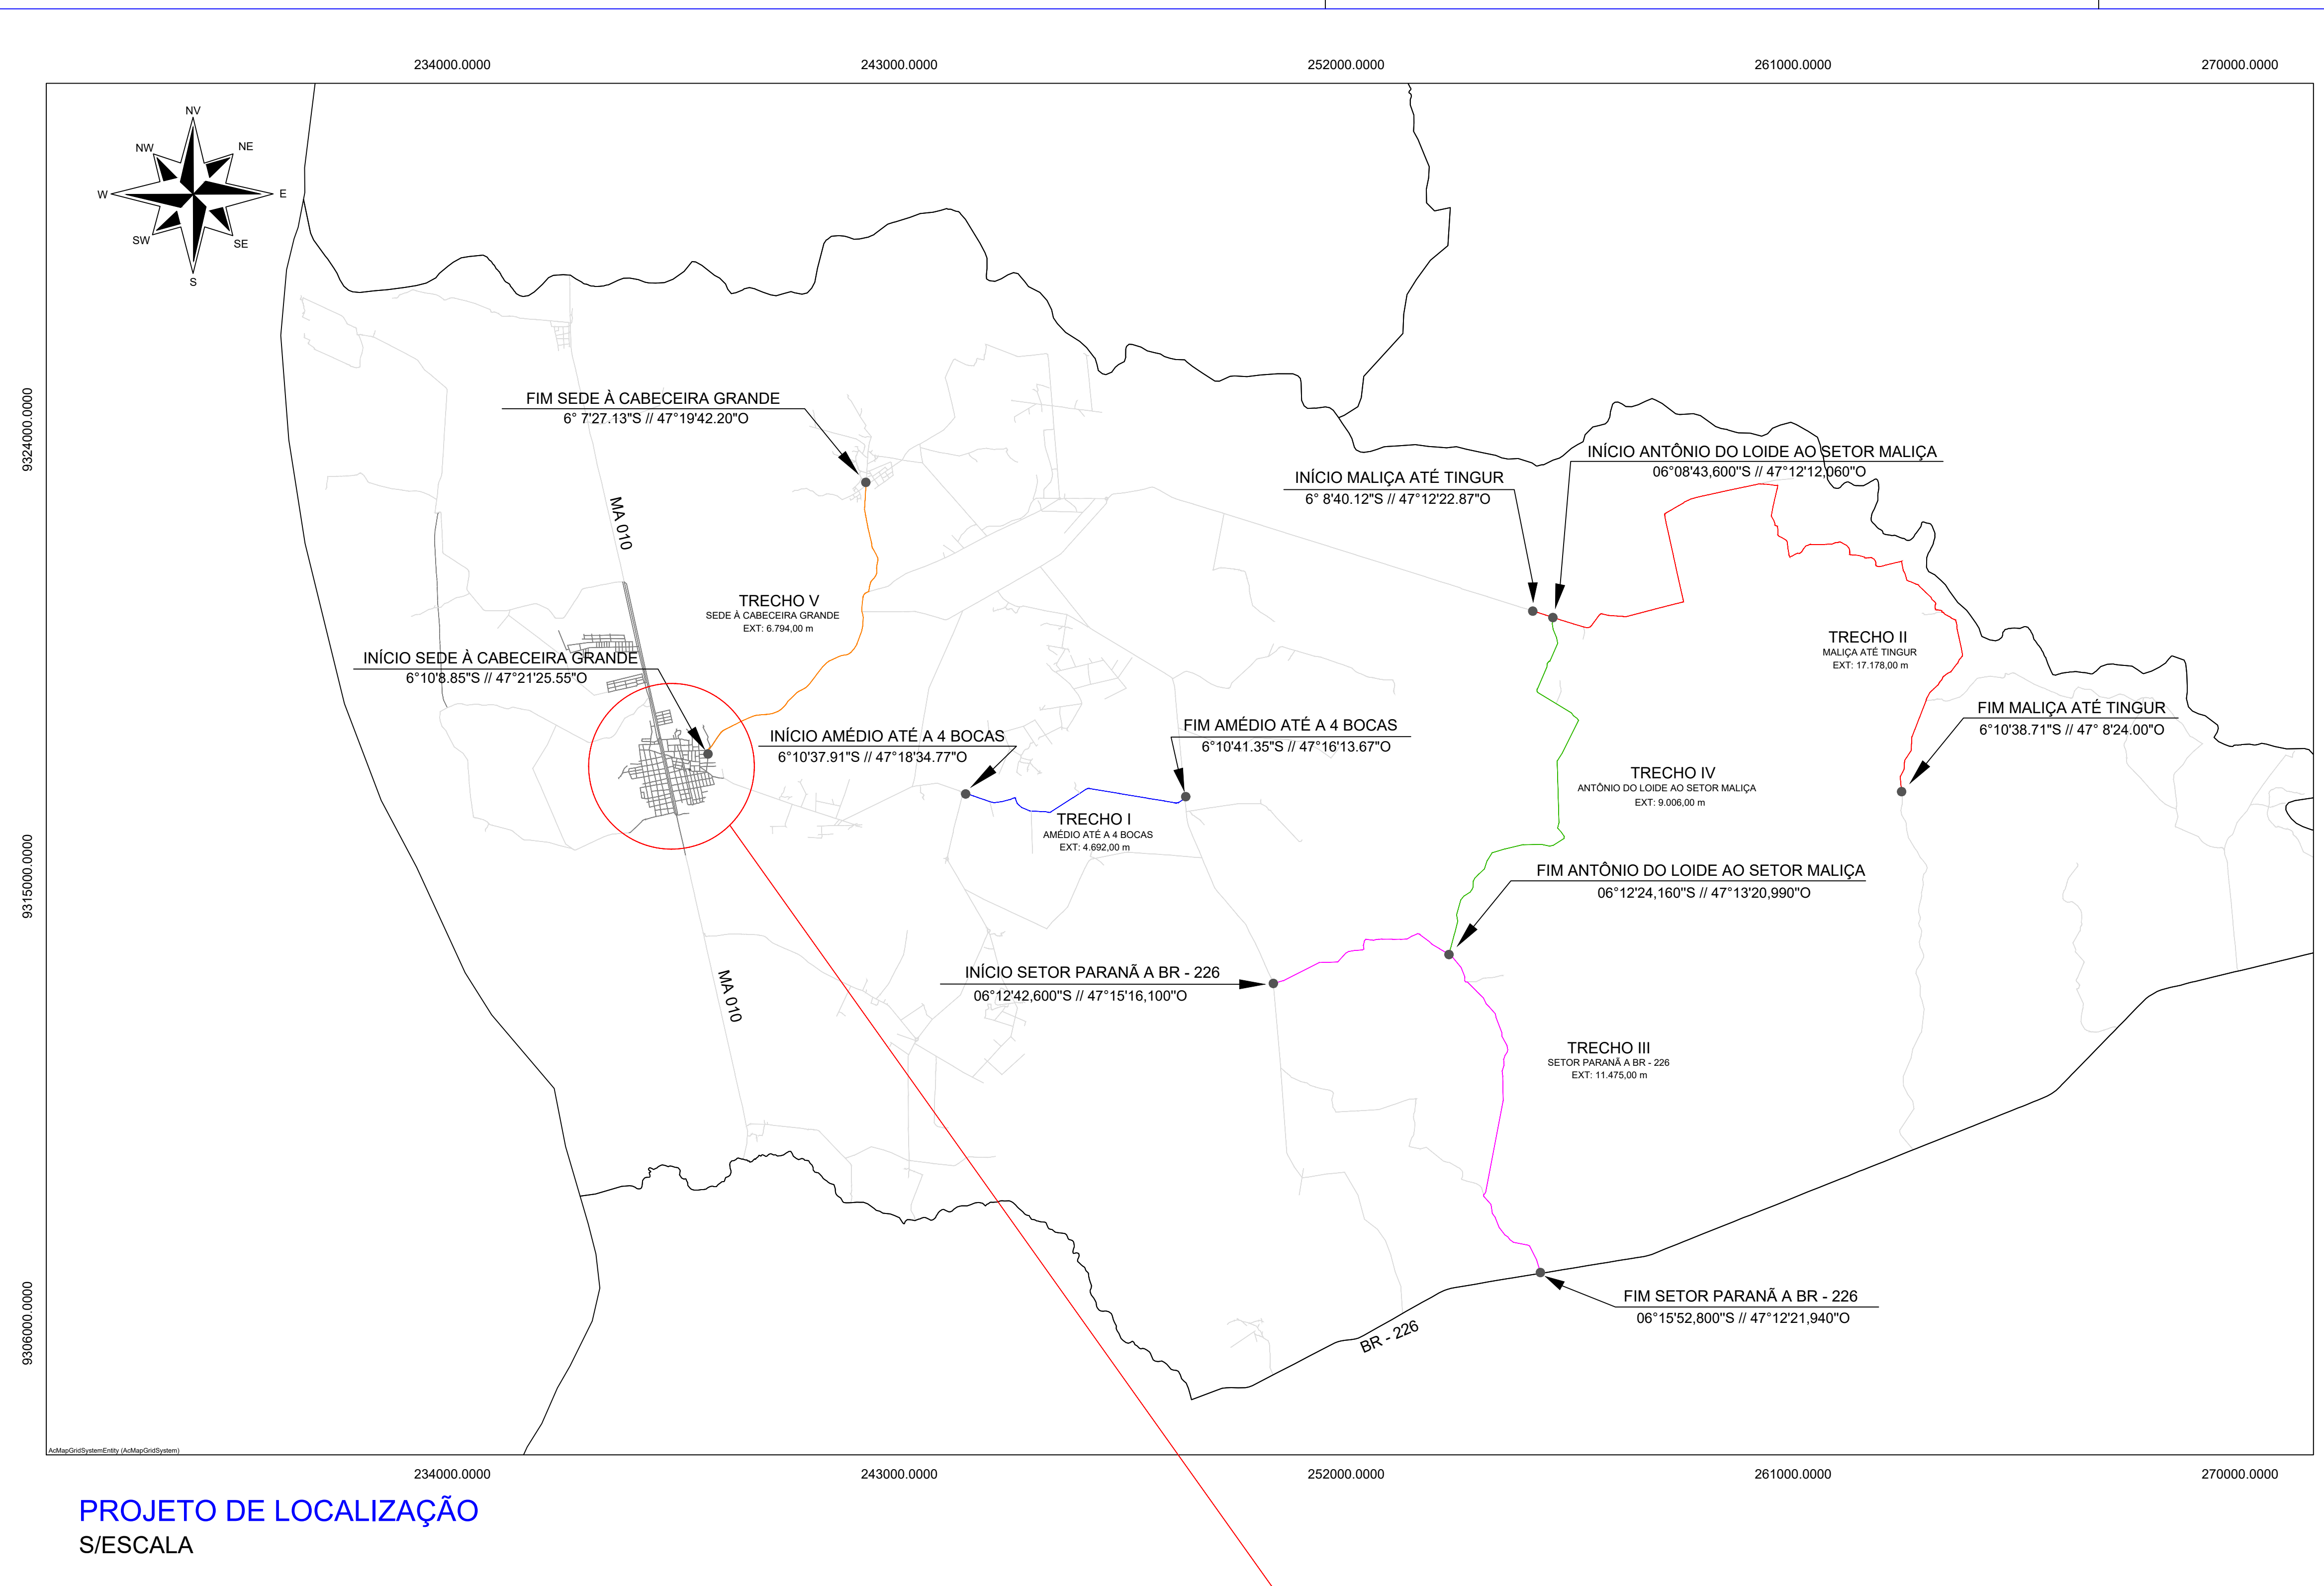 234000.0000
243000.0000
252000.0000
261000.0000
270000.0000
NV
NW
NE
W
E
SW
SE
S
9324000.0000
9315000.0000
9306000.0000
FIM SEDE À CABECEIRA GRANDE
6° 7'27.13"S // 47°19'42.20"O
MA 010
INÍCIO ANTÔNIO DO LOIDE AO SETOR MALIÇA
06°08'43,600"S // 47°12'12,060"O
INÍCIO MALIÇA ATÉ TINGUR
6° 8'40.12"S // 47°12'22.87"O
TRECHO V
SEDE À CABECEIRA GRANDE
EXT: 6.794,00 m
INÍCIO SEDE À CABECEIRA GRANDE
6°10'8.85"S // 47°21'25.55"O
TRECHO II
MALIÇA ATÉ TINGUR
EXT: 17.178,00 m
INÍCIO AMÉDIO ATÉ A 4 BOCAS
6°10'37.91"S // 47°18'34.77"O
FIM AMÉDIO ATÉ A 4 BOCAS
6°10'41.35"S // 47°16'13.67"O
FIM MALIÇA ATÉ TINGUR
6°10'38.71"S // 47° 8'24.00"O
TRECHO I
AMÉDIO ATÉ A 4 BOCAS
EXT: 4.692,00 m
TRECHO IV
ANTÔNIO DO LOIDE AO SETOR MALIÇA
EXT: 9.006,00 m
FIM ANTÔNIO DO LOIDE AO SETOR MALIÇA
06°12'24,160"S // 47°13'20,990"O
INÍCIO SETOR PARANÃ A BR - 226
06°12'42,600"S // 47°15'16,100"O
MA 010
TRECHO III
SETOR PARANÃ A BR - 226
EXT: 11.475,00 m
FIM SETOR PARANÃ A BR - 226
06°15'52,800"S // 47°12'21,940"O
BR - 226
AcMapGridSystemEntity (AcMapGridSystem)
234000.0000
243000.0000
252000.0000
261000.0000
270000.0000
PROJETO DE LOCALIZAÇÃO
S/ESCALA